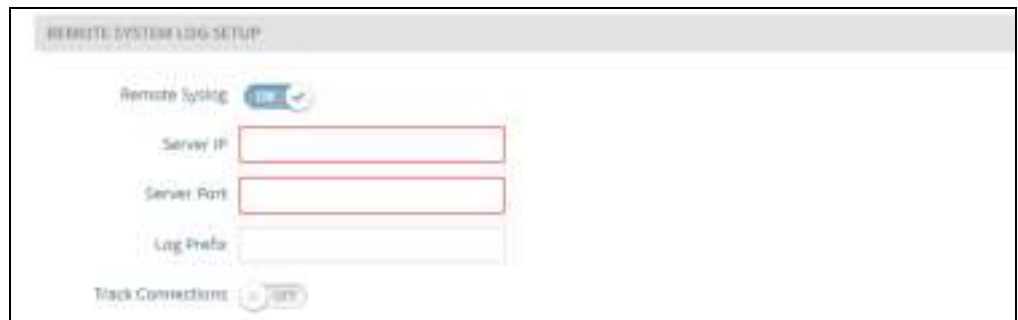 REMOTE SYSTEM LOG SETUP
Remote Syslog ON
Server IP
Server Port
Log Prefix
Track Connections OFF